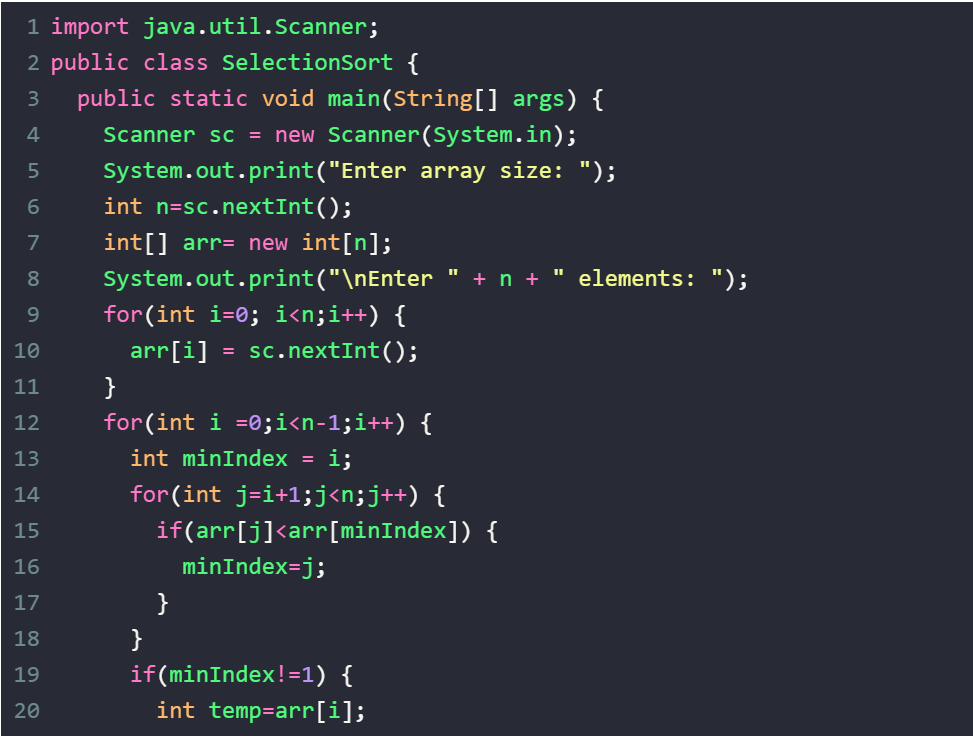 1 import java.util.Scanner;
2 public class SelectionSort {
3   public static void main(String[] args) {
4     Scanner sc = new Scanner(System.in);
5     System.out.print("Enter array size: ");
6     int n=sc.nextInt();
7     int[] arr= new int[n];
8     System.out.print("\nEnter " + n + " elements: ");
9     for(int i=0; i<n;i++) {
10       arr[i] = sc.nextInt();
11     }
12     for(int i =0;i<n-1;i++) {
13       int minIndex = i;
14       for(int j=i+1;j<n;j++) {
15         if(arr[j]<arr[minIndex]) {
16           minIndex=j;
17         }
18       }
19       if(minIndex!=1) {
20         int temp=arr[i];